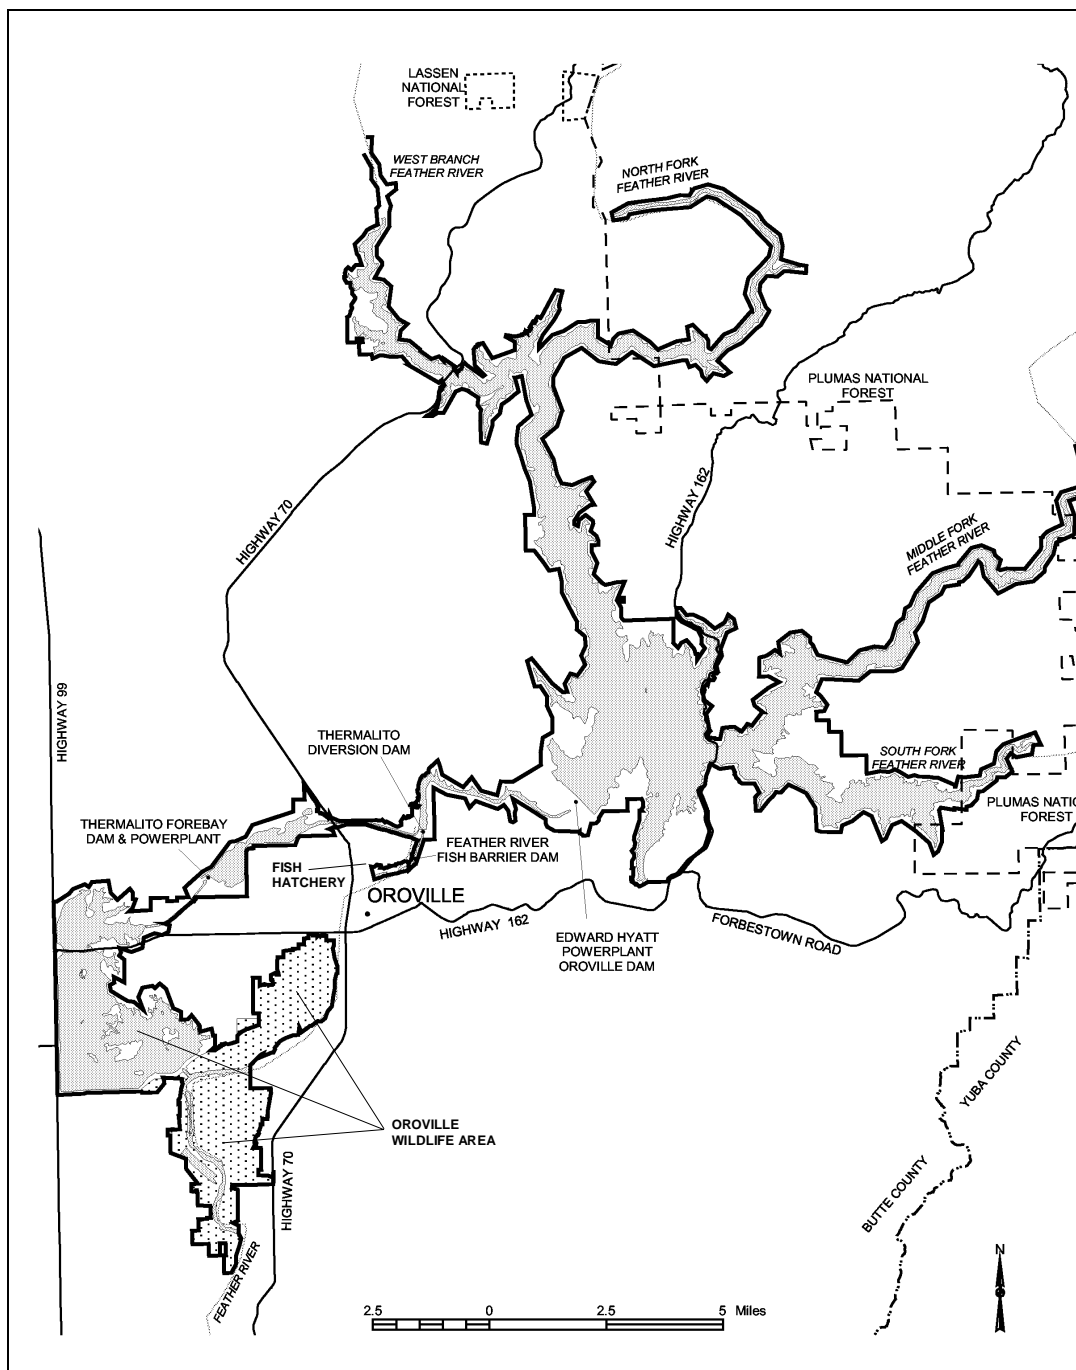 LASSEN
NATIONAL
FOREST
WEST BRANCH
FEATHER RIVER
NORTH FORK
FEATHER RIVER
PLUMAS NATIONAL
FOREST
HIGHWAY 70
HIGHWAY 162
MIDDLE FORK
FEATHER RIVER
HIGHWAY 99
THERMALITO
DIVERSION DAM
SOUTH FORK
FEATHER RIVER
PLUMAS NATIO
FOREST
THERMALITO FOREBAY
DAM & POWERPLANT
FEATHER RIVER
FISH BARRIER DAM
FISH
HATCHERY
OROVILLE
HIGHWAY 162
FORBESTOWN ROAD
EDWARD HYATT
POWERPLANT
OROVILLE DAM
YUBA COUNTY
OROVILLE
WILDLIFE AREA
HIGHWAY 70
BUTTE COUNTY
FEATHER RIVER
N
2.5 0 2.5 5 Miles